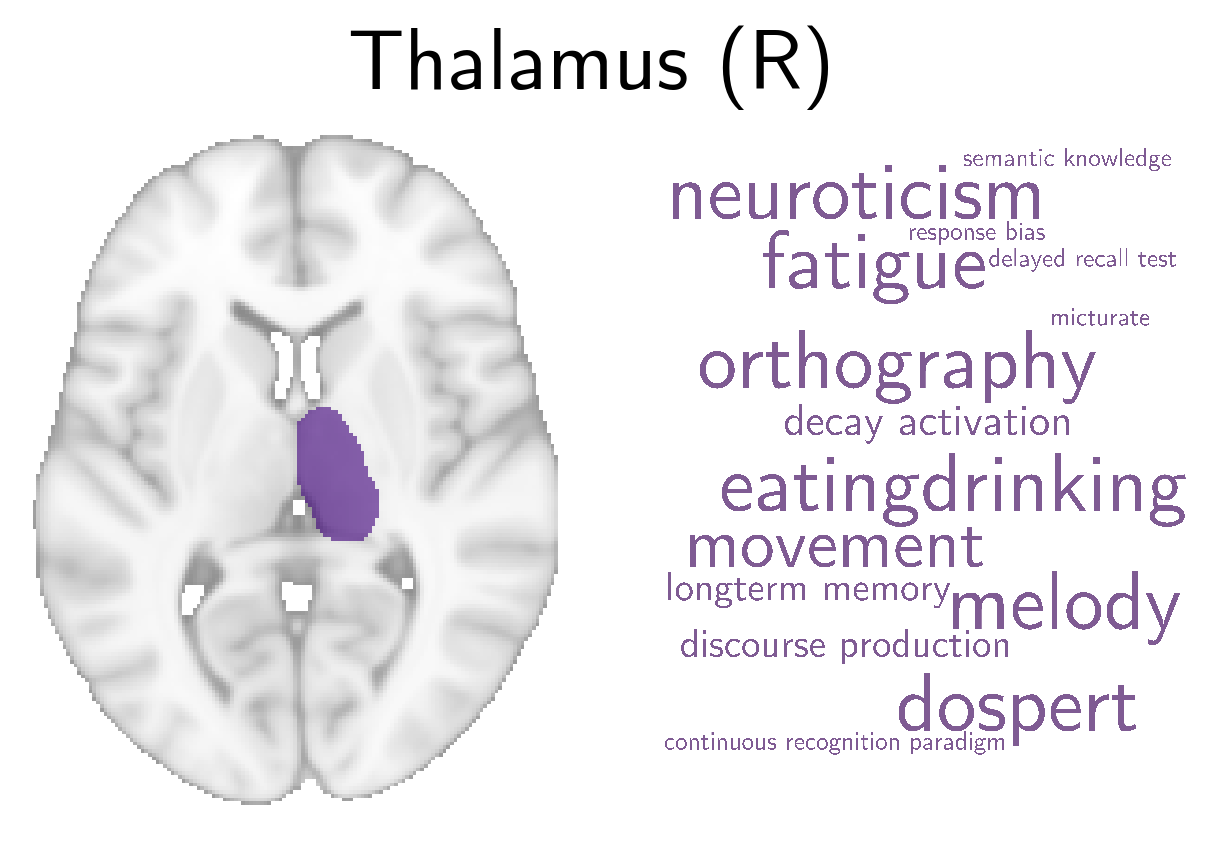 Thalamus (R)
semantic knowledge
neuroticism
response bias
fatigue
delayed recall test
micturate
orthography
decay activation
eatingdrinking
movement
longterm memory
melody
discourse production
dospert
continuous recognition paradigm